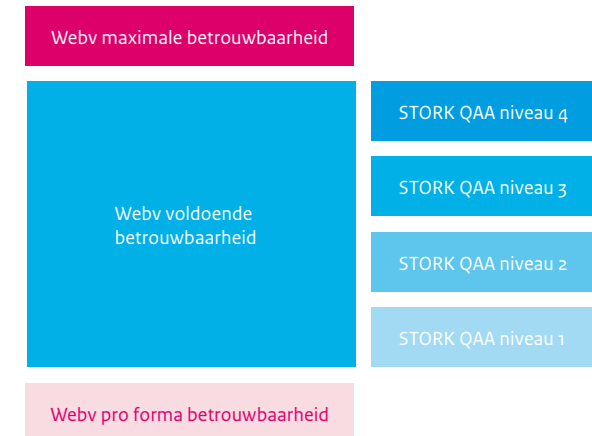 Webv maximale betrouwbaarheid
STORK QAA niveau 4
STORK QAA niveau 3
Webv voldoende
betrouwbaarheid
STORK QAA niveau 2
STORK QAA niveau 1
Webv pro forma betrouwbaarheid